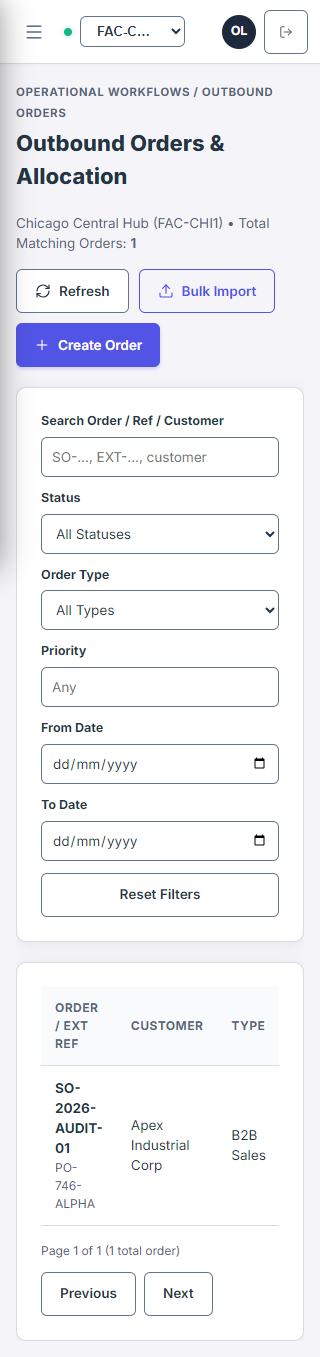 FAC-C...
OL
OPERATIONAL WORKFLOWS / OUTBOUND
ORDERS
Outbound Orders &
Allocation
Chicago Central Hub (FAC-CHI1) • Total
Matching Orders: 1
Refresh
Bulk Import
Create Order
Search Order / Ref / Customer
SO-..., EXT-..., customer
Status
All Statuses
Order Type
All Types
Priority
Any
From Date
dd/mm/yyyy
To Date
dd/mm/yyyy
Reset Filters
ORDER
/ EXT
REF
CUSTOMER
TYPE
SO-
2026-
AUDIT-
01
PO-
746-
ALPHA
Apex
Industrial
Corp
B2B
Sales
Page 1 of 1 (1 total order)
Previous
Next